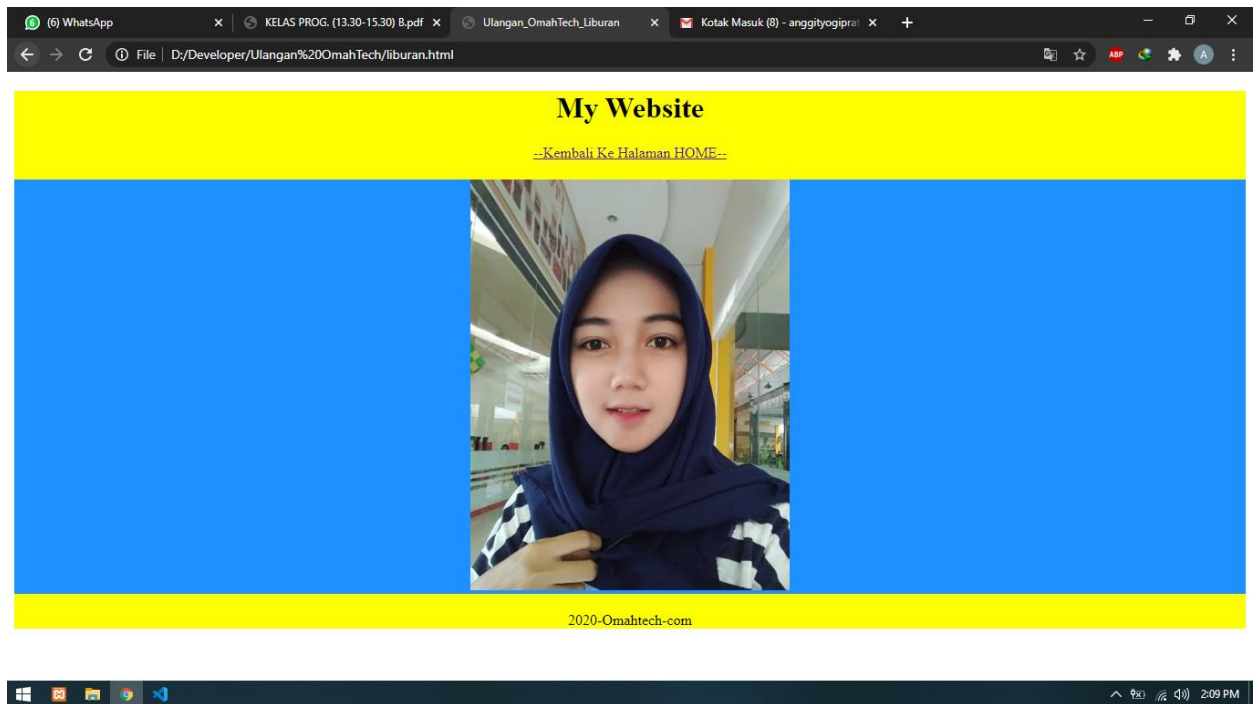 (6) WhatsApp
KELAS PROG. (13.30-15.30) B.pdf
Ulangan_OmahTech_Liburan
Kotak Masuk (8) - anggityogiprat
File
D:/Developer/Ulangan%20OmahTech/liburan.html
ABP
A
My Website
--Kembali Ke Halaman HOME--
2020-Omahtech-com
2:09 PM